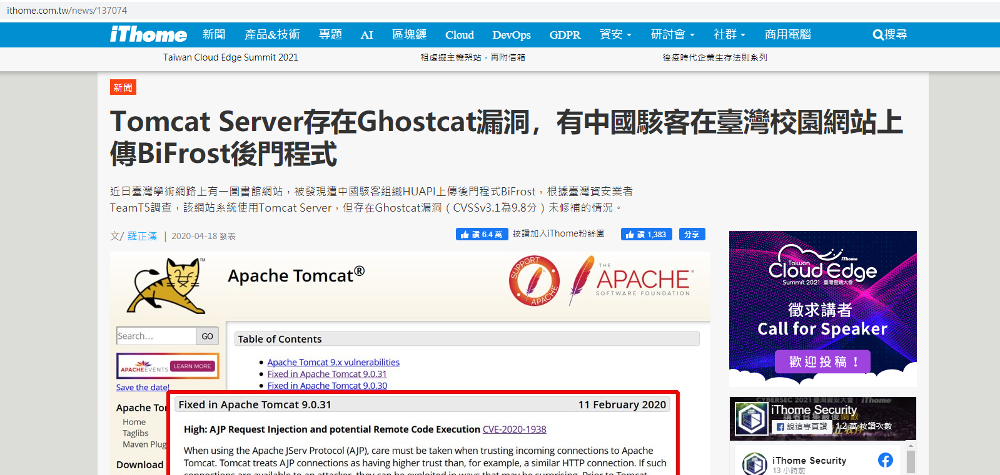 ithome.com.tw/news/137074
iThome 新聞 產品&技術 專題 AI 區塊鏈 Cloud DevOps GDPR 資安 研討會 社群 商用電腦 搜尋
Taiwan Cloud Edge Summit 2021 租虛擬主機架站，再附信箱 後疫時代企業生存法則系列
新聞
Tomcat Server存在Ghostcat漏洞，有中國駭客在臺灣校園網站上
傳BiFrost後門程式
近日臺灣學術網路上有一圖書館網站，被發現遭中國駭客組織HUAPI上傳後門程式BiFrost，根據臺灣資安業者
TeamT5調查，該網站系統使用Tomcat Server，但存在Ghostcat漏洞（CVSSv3.1為9.8分）未修補的情況。
文/ 羅正漢 | 2020-04-18 發表 讚 6.4 萬 按讚加入iThome粉絲團 讚 1,383 分享
Apache Tomcat®
SUPPORT APACHE
THE
APACHE®
SOFTWARE FOUNDATION
Search... GO
APACHE EVENTS LEARN MORE
Save the date!
Apache Tom
Home
Taglibs
Maven Plug
Download
Table of Contents
Apache Tomcat 9.x vulnerabilities
Fixed in Apache Tomcat 9.0.31
Fixed in Apache Tomcat 9.0.30
Fixed in Apache Tomcat 9.0.31 11 February 2020
High: AJP Request Injection and potential Remote Code Execution CVE-2020-1938
When using the Apache JServ Protocol (AJP), care must be taken when trusting incoming connections to Apache
Tomcat. Tomcat treats AJP connections as having higher trust than, for example, a similar HTTP connection. If such
connections are available to an attacker, they can be exploited in ways that may be surprising. Prior to Tomcat
iThome
Taiwan
Cloud Edge
Summit 2021 臺灣雲端大會
徵求講者
Call for Speaker
歡迎投稿！
CYBERSEC 2021 臺灣資安大會 iThome
iThome Security
說這專頁讚 1.2 萬 按讚次數
iThome Security
13 小時前